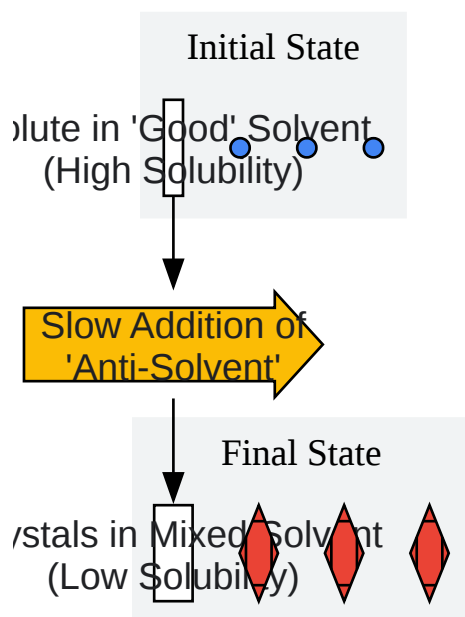 Initial State
olute in 'Good' Solvent
(High Solubility)
Slow Addition of
'Anti-Solvent'
Final State
ystals in Mixed Solvent
(Low Solubility)